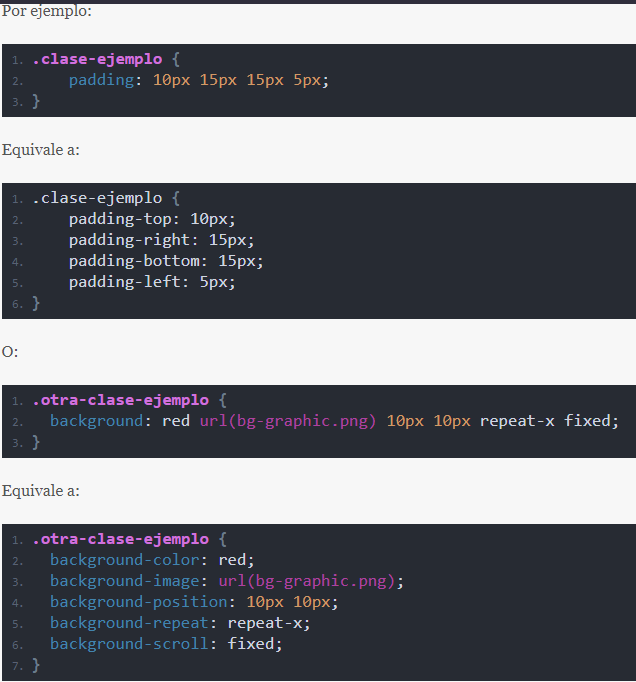 Por ejemplo:
1. .clase-ejemplo {
2.     padding: 10px 15px 15px 5px;
3. }
Equivale a:
1. .clase-ejemplo {
2.     padding-top: 10px;
3.     padding-right: 15px;
4.     padding-bottom: 15px;
5.     padding-left: 5px;
6. }
O:
1. .otra-clase-ejemplo {
2.   background: red url(bg-graphic.png) 10px 10px repeat-x fixed;
3. }
Equivale a:
1. .otra-clase-ejemplo {
2.   background-color: red;
3.   background-image: url(bg-graphic.png);
4.   background-position: 10px 10px;
5.   background-repeat: repeat-x;
6.   background-scroll: fixed;
7. }